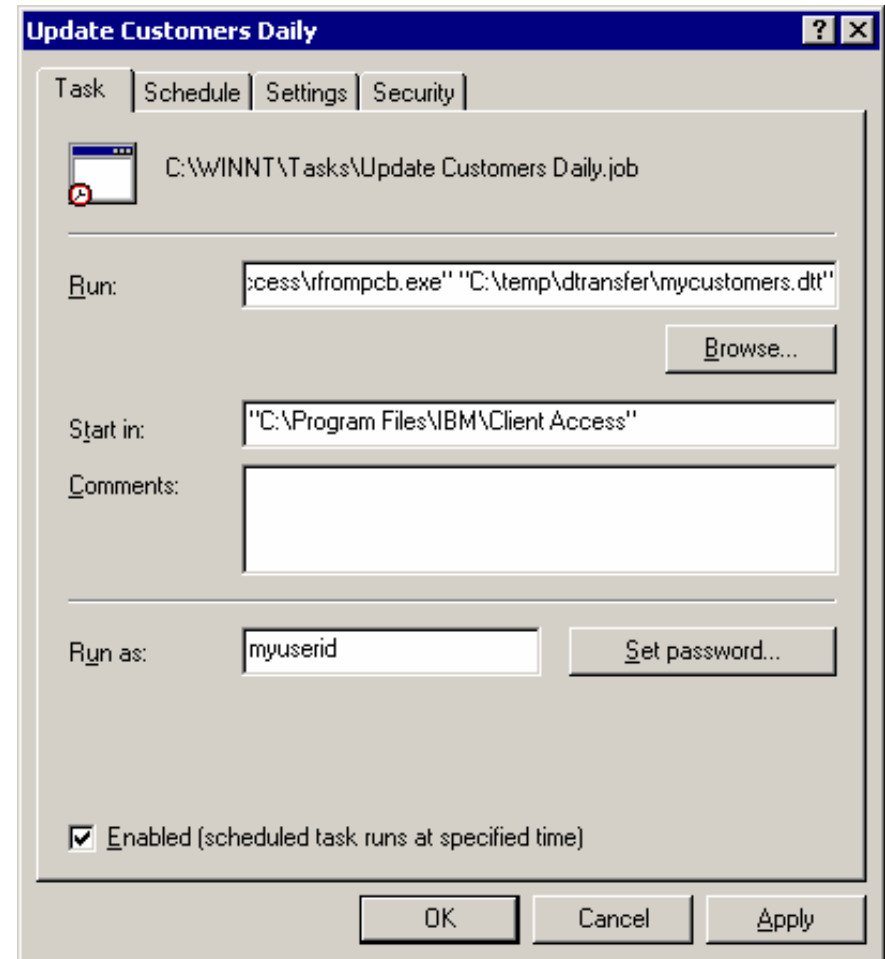 Update Customers Daily
Task Schedule Settings Security
C:\WINNT\Tasks\Update Customers Daily.job
Run: ccess\rfrompcb.exe" "C:\temp\dtransfer\mycustomers.dtt"
Browse...
Start in: "C:\Program Files\IBM\Client Access"
Comments:
Run as: myuserid Set password...
Enabled (scheduled task runs at specified time)
OK Cancel Apply